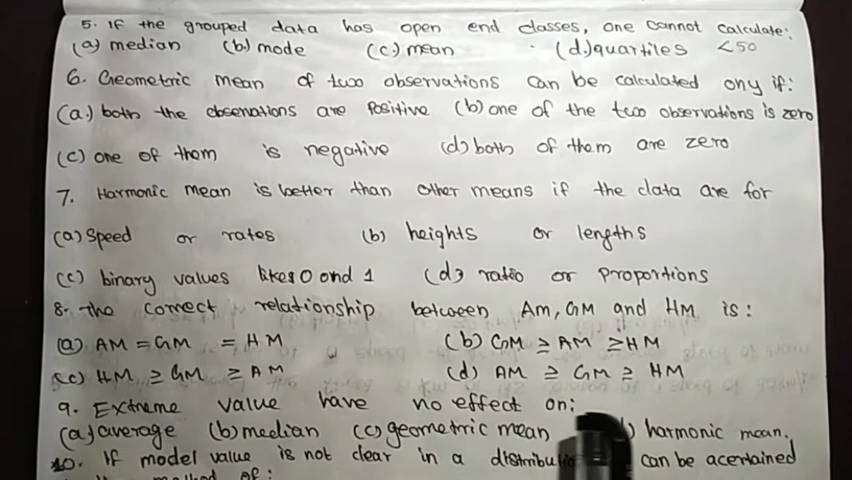 5. If the grouped data has open end classes, one cannot calculate:
(a) median (b) mode (c) mean (d.) quartiles <50
6. Geometric mean of two observations can be calculated ony if:
(a.) both the observations are Positive (b) one of the two observations is zero
(c) one of them is negative (d) both of them are zero
7. Harmonic mean is better than other means if the data are for
(a) Speed or rates (b) heights or lengths
(c) binary values likes 0 and 1 (d) ratio or Proportions
8. The correct relationship between Am, GM and HM is:
(a) AM = GM = HM (b) GM ≥ AM ≥ HM
(c) HM ≥ GM ≥ AM (d) AM ≥ GM ≥ HM
9. Extreme value have no effect on:
(a) average (b) median (c) geometric mean ) harmonic mean.
10. If model value is not clear in a can be acertained
method of: